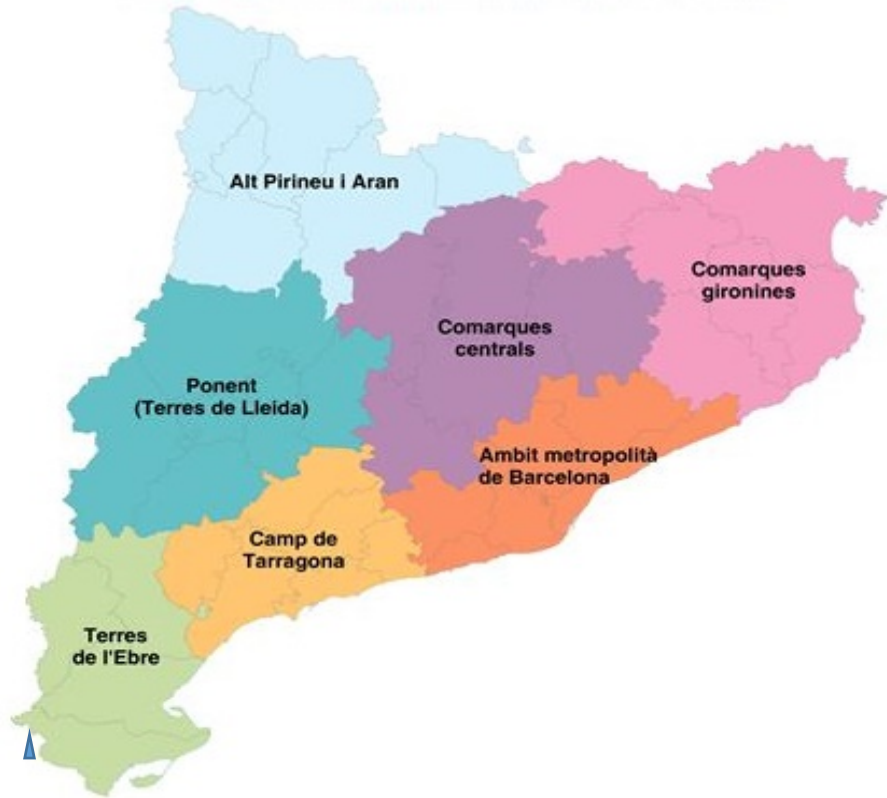 Alt Pirineu i Aran
Comarques
gironines
Comarques
centrals
Ponent
(Terres de Lleida)
Ambit metropolità
de Barcelona
Camp de
Tarragona
Terres
de l'Ebre